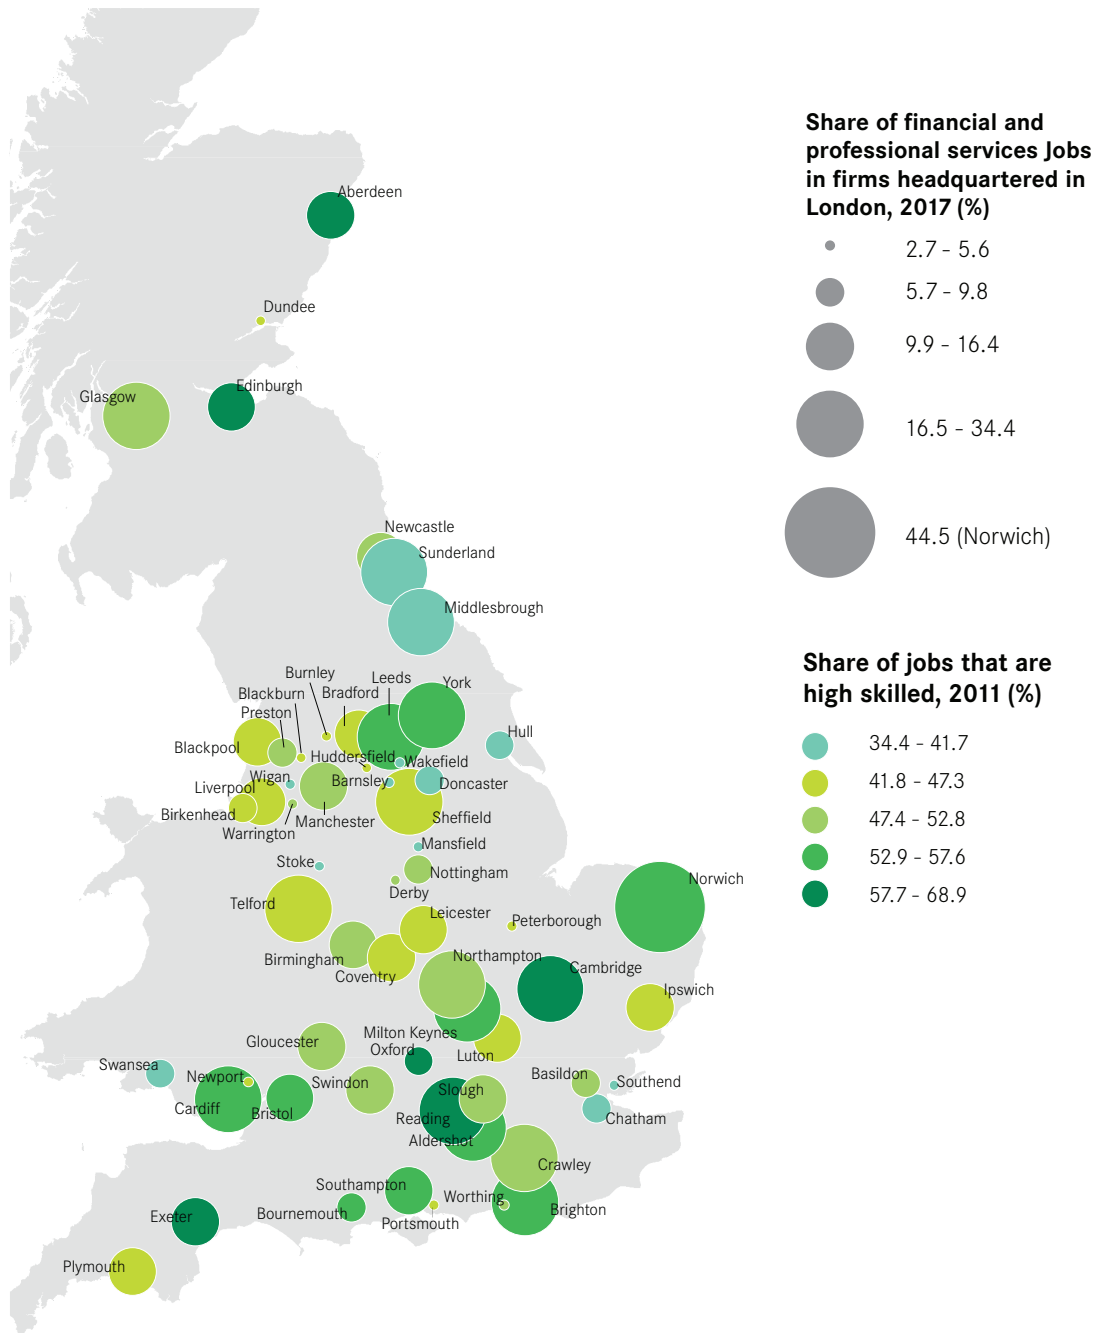 Share of financial and
professional services Jobs
in firms headquartered in
London, 2017 (%)
2.7 - 5.6
5.7 - 9.8
9.9 - 16.4
16.5 - 34.4
44.5 (Norwich)
Share of jobs that are
high skilled, 2011 (%)
34.4 - 41.7
41.8 - 47.3
47.4 - 52.8
52.9 - 57.6
57.7 - 68.9
Aberdeen
Dundee
Edinburgh
Glasgow
Newcastle
Sunderland
Middlesbrough
Burnley
Leeds
York
Blackburn
Bradford
Preston
Hull
Blackpool
Huddersfield
Wakefield
Wigan
Barnsley
Doncaster
Liverpool
Birkenhead
Manchester
Sheffield
Warrington
Mansfield
Stoke
Nottingham
Derby
Norwich
Telford
Leicester
Peterborough
Birmingham
Northampton
Coventry
Cambridge
Ipswich
Milton Keynes
Gloucester
Oxford
Luton
Swansea
Newport
Swindon
Slough
Basildon
Southend
Cardiff
Bristol
Reading
Chatham
Aldershot
Crawley
Southampton
Worthing
Brighton
Bournemouth
Portsmouth
Exeter
Plymouth